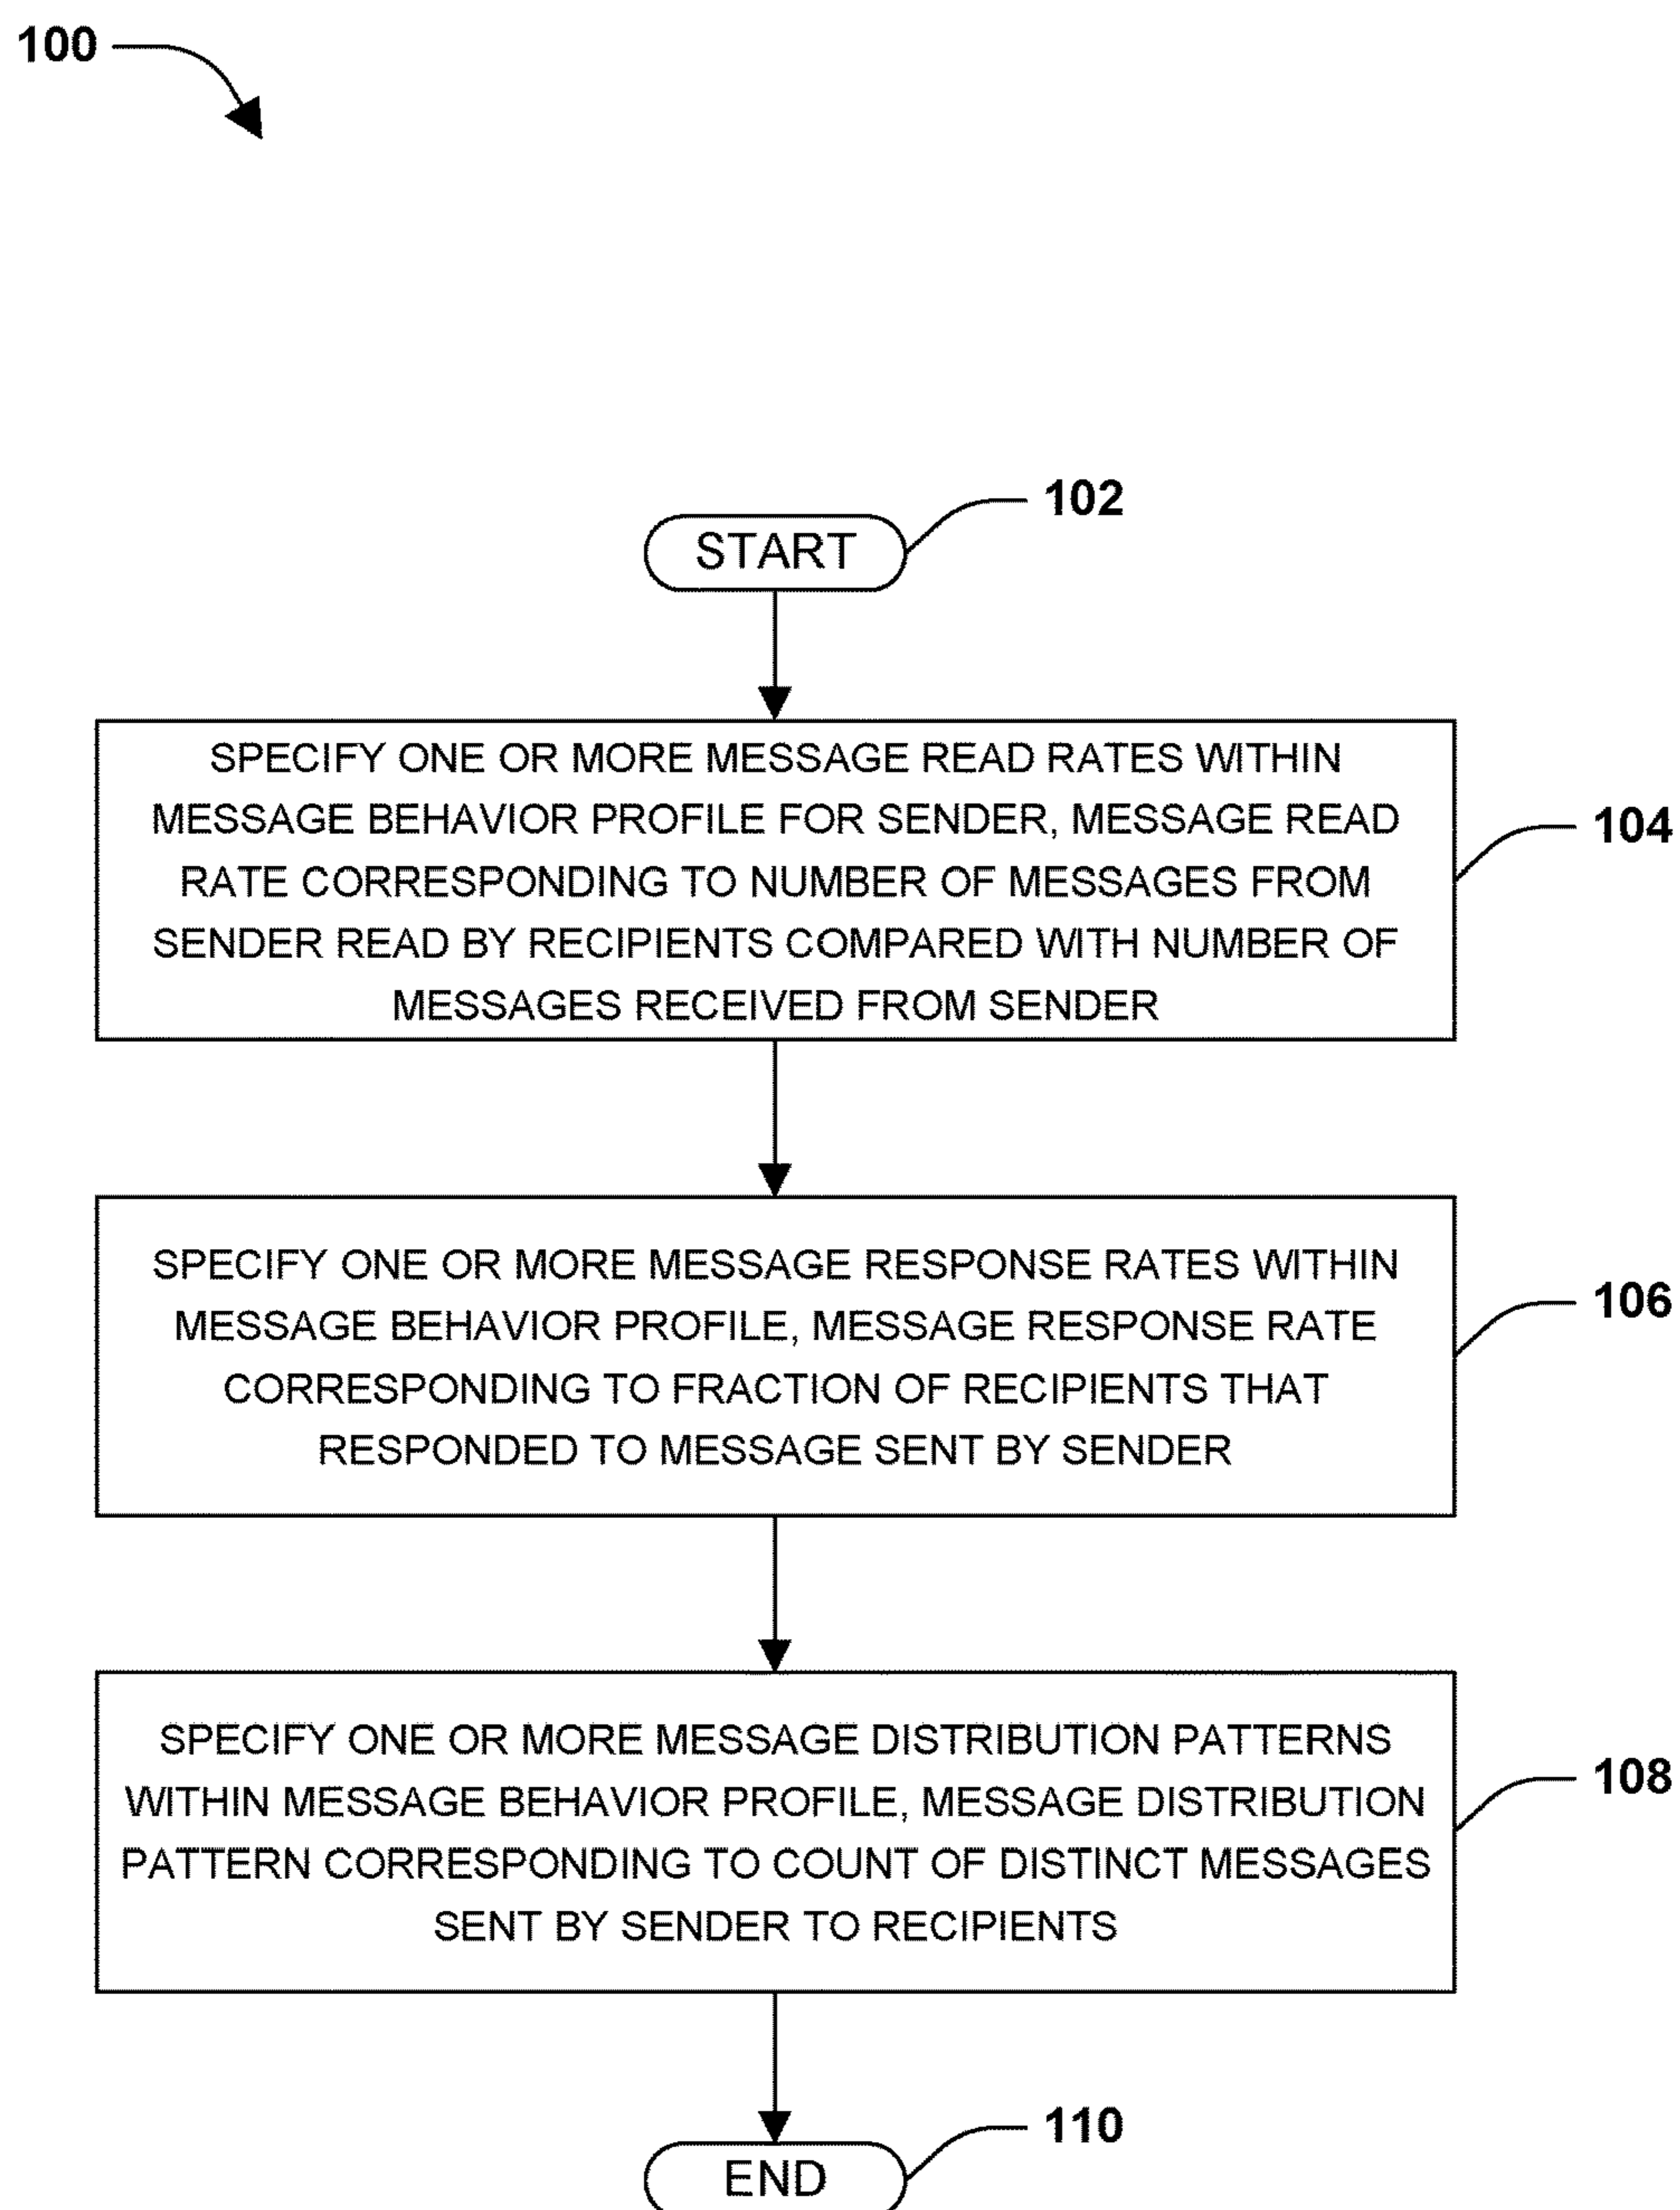 100
102
START
SPECIFY ONE OR MORE MESSAGE READ RATES WITHIN
MESSAGE BEHAVIOR PROFILE FOR SENDER, MESSAGE READ
RATE CORRESPONDING TO NUMBER OF MESSAGES FROM
SENDER READ BY RECIPIENTS COMPARED WITH NUMBER OF
MESSAGES RECEIVED FROM SENDER
104
SPECIFY ONE OR MORE MESSAGE RESPONSE RATES WITHIN
MESSAGE BEHAVIOR PROFILE, MESSAGE RESPONSE RATE
CORRESPONDING TO FRACTION OF RECIPIENTS THAT
RESPONDED TO MESSAGE SENT BY SENDER
106
SPECIFY ONE OR MORE MESSAGE DISTRIBUTION PATTERNS
WITHIN MESSAGE BEHAVIOR PROFILE, MESSAGE DISTRIBUTION
PATTERN CORRESPONDING TO COUNT OF DISTINCT MESSAGES
SENT BY SENDER TO RECIPIENTS
108
110
END